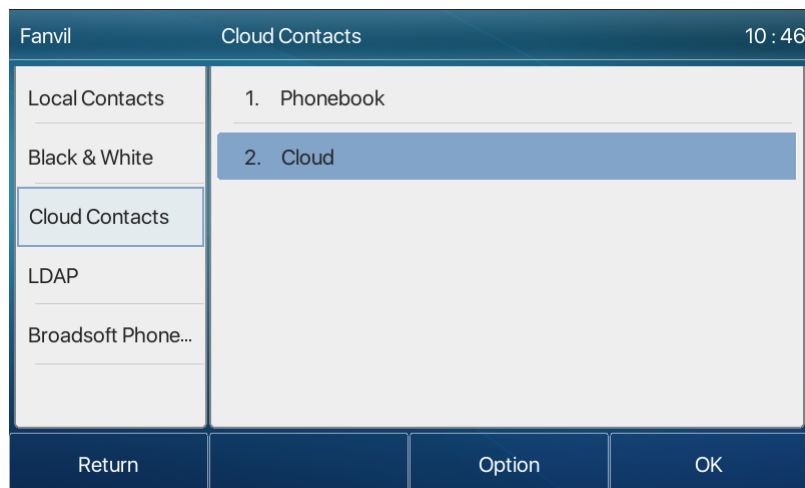 Fanvil
Cloud Contacts
10 : 46
Local Contacts
Black & White
Cloud Contacts
LDAP
Broadsoft Phone...
1. Phonebook
2. Cloud
Return
Option
OK